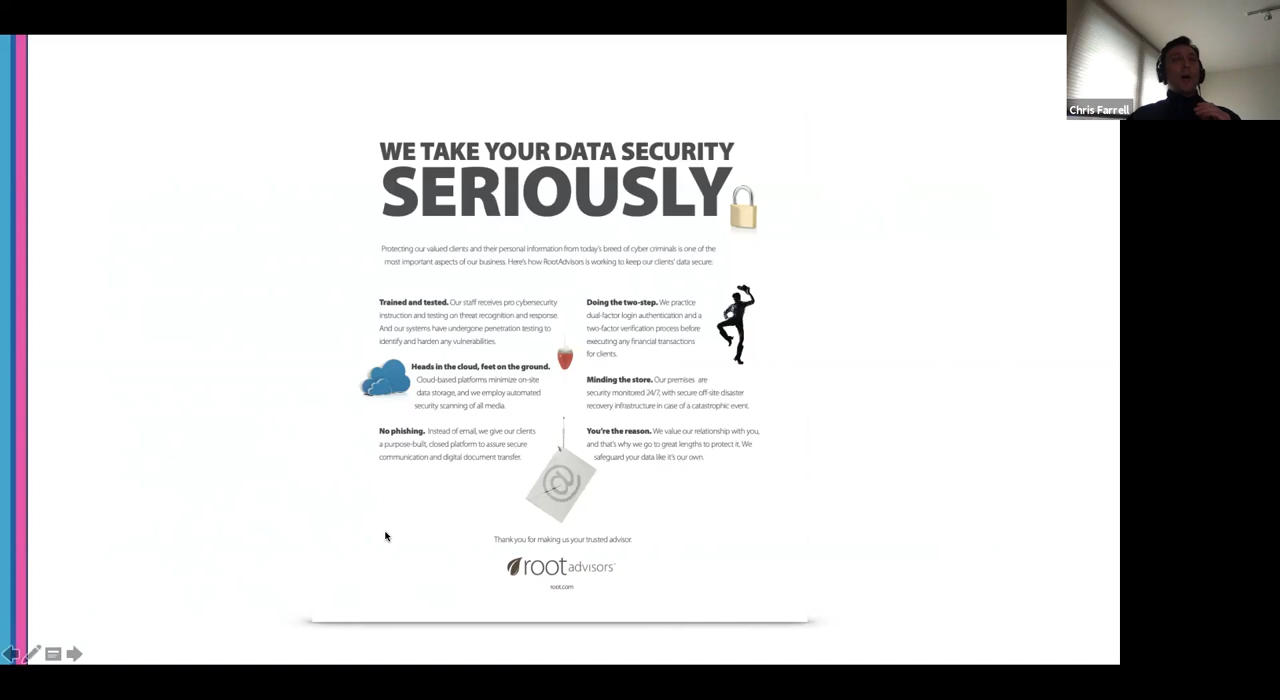 Chris Farrell
WE TAKE YOUR DATA SECURITY
SERIOUSLY
Protecting our valued clients and their personal information from today's breed of cyber criminals is one of the
most important aspects of our business. Here's how RootAdvisors is working to keep our clients' data secure.
Trained and tested. Our staff receives pro cybersecurity
instruction and testing on threat recognition and response.
And our systems have undergone penetration testing to
identify and harden any vulnerabilities.
Heads in the cloud, feet on the ground.
Cloud-based platforms minimize on-site
data storage, and we employ automated
security scanning of all media.
No phishing. Instead of email, we give our clients
a purpose-built, closed platform to assure secure
communication and digital document transfer.
Doing the two-step. We practice
dual-factor login authentication and a
two-factor verification process before
executing any financial transactions
for clients.
Minding the store. Our premises are
security monitored 24/7, with secure off-site disaster
recovery infrastructure in case of a catastrophic event.
You're the reason. We value our relationship with you,
and that's why we go to great lengths to protect it. We
safeguard your data like it's our own.
@
Thank you for making us your trusted advisor.
root advisors
root.com